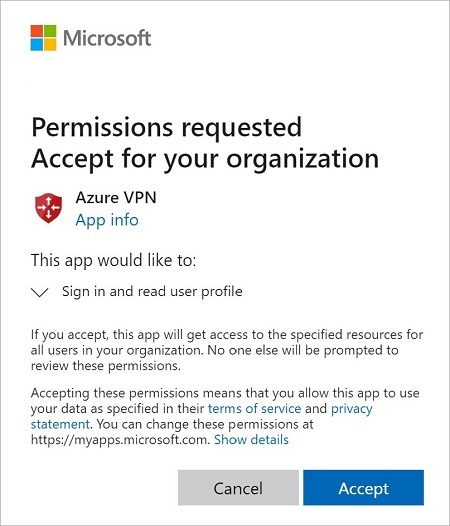 Microsoft
Permissions requested
Accept for your organization
Azure VPN
App info
This app would like to:
Sign in and read user profile
If you accept, this app will get access to the specified resources for
all users in your organization. No one else will be prompted to
review these permissions.
Accepting these permissions means that you allow this app to use
your data as specified in their terms of service and privacy
statement. You can change these permissions at
https://myapps.microsoft.com. Show details
Cancel
Accept